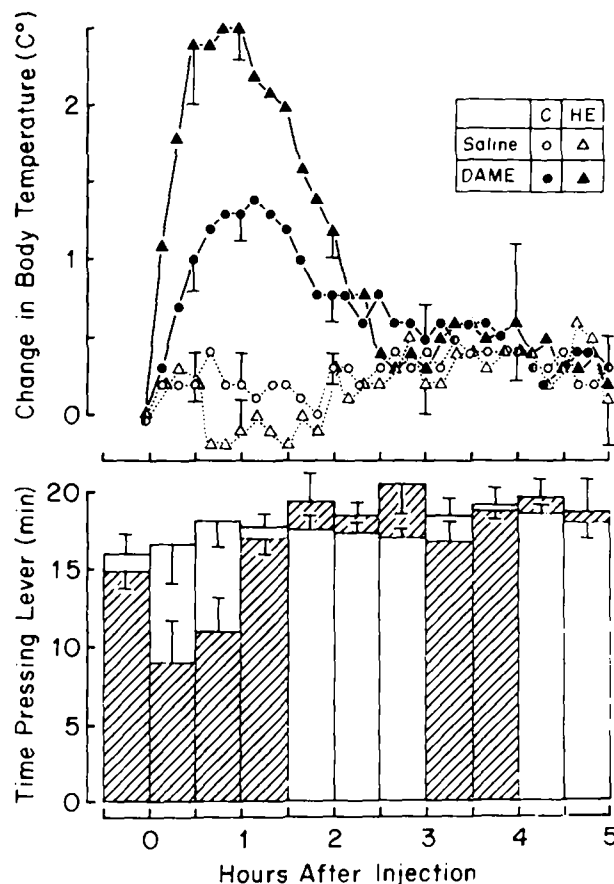 Change in Body Temperature (C°)
2
1
0
C HE
Saline ○ △
DAME ● ▲
Time Pressing Lever (min)
20
15
10
5
0
0 1 2 3 4 5
Hours After Injection